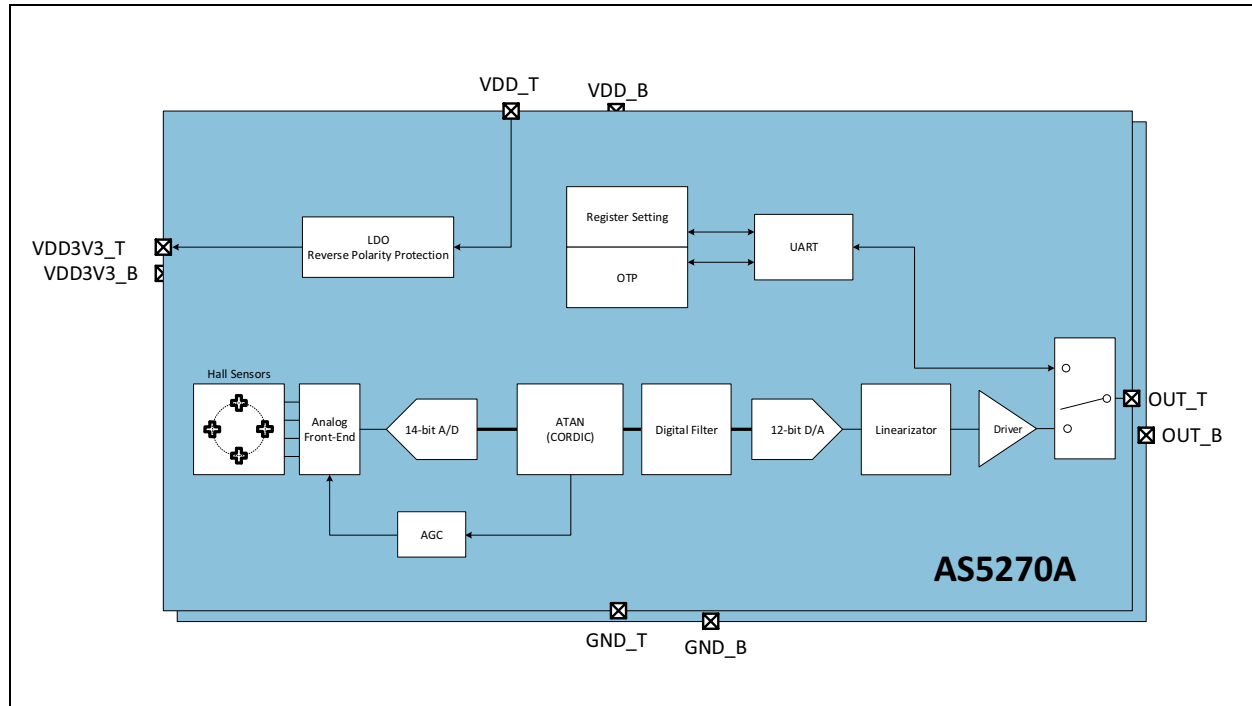 VDD_T
VDD_B
Register Setting
LDO
Reverse Polarity Protection
UART
VDD3V3_T
VDD3V3_B
OTP
Hall Sensors
Analog
Front-End
14-bit A/D
ATAN
(CORDIC)
Digital Filter
12-bit D/A
Linearizator
Driver
OUT_T
OUT_B
AGC
AS5270A
GND_T
GND_B